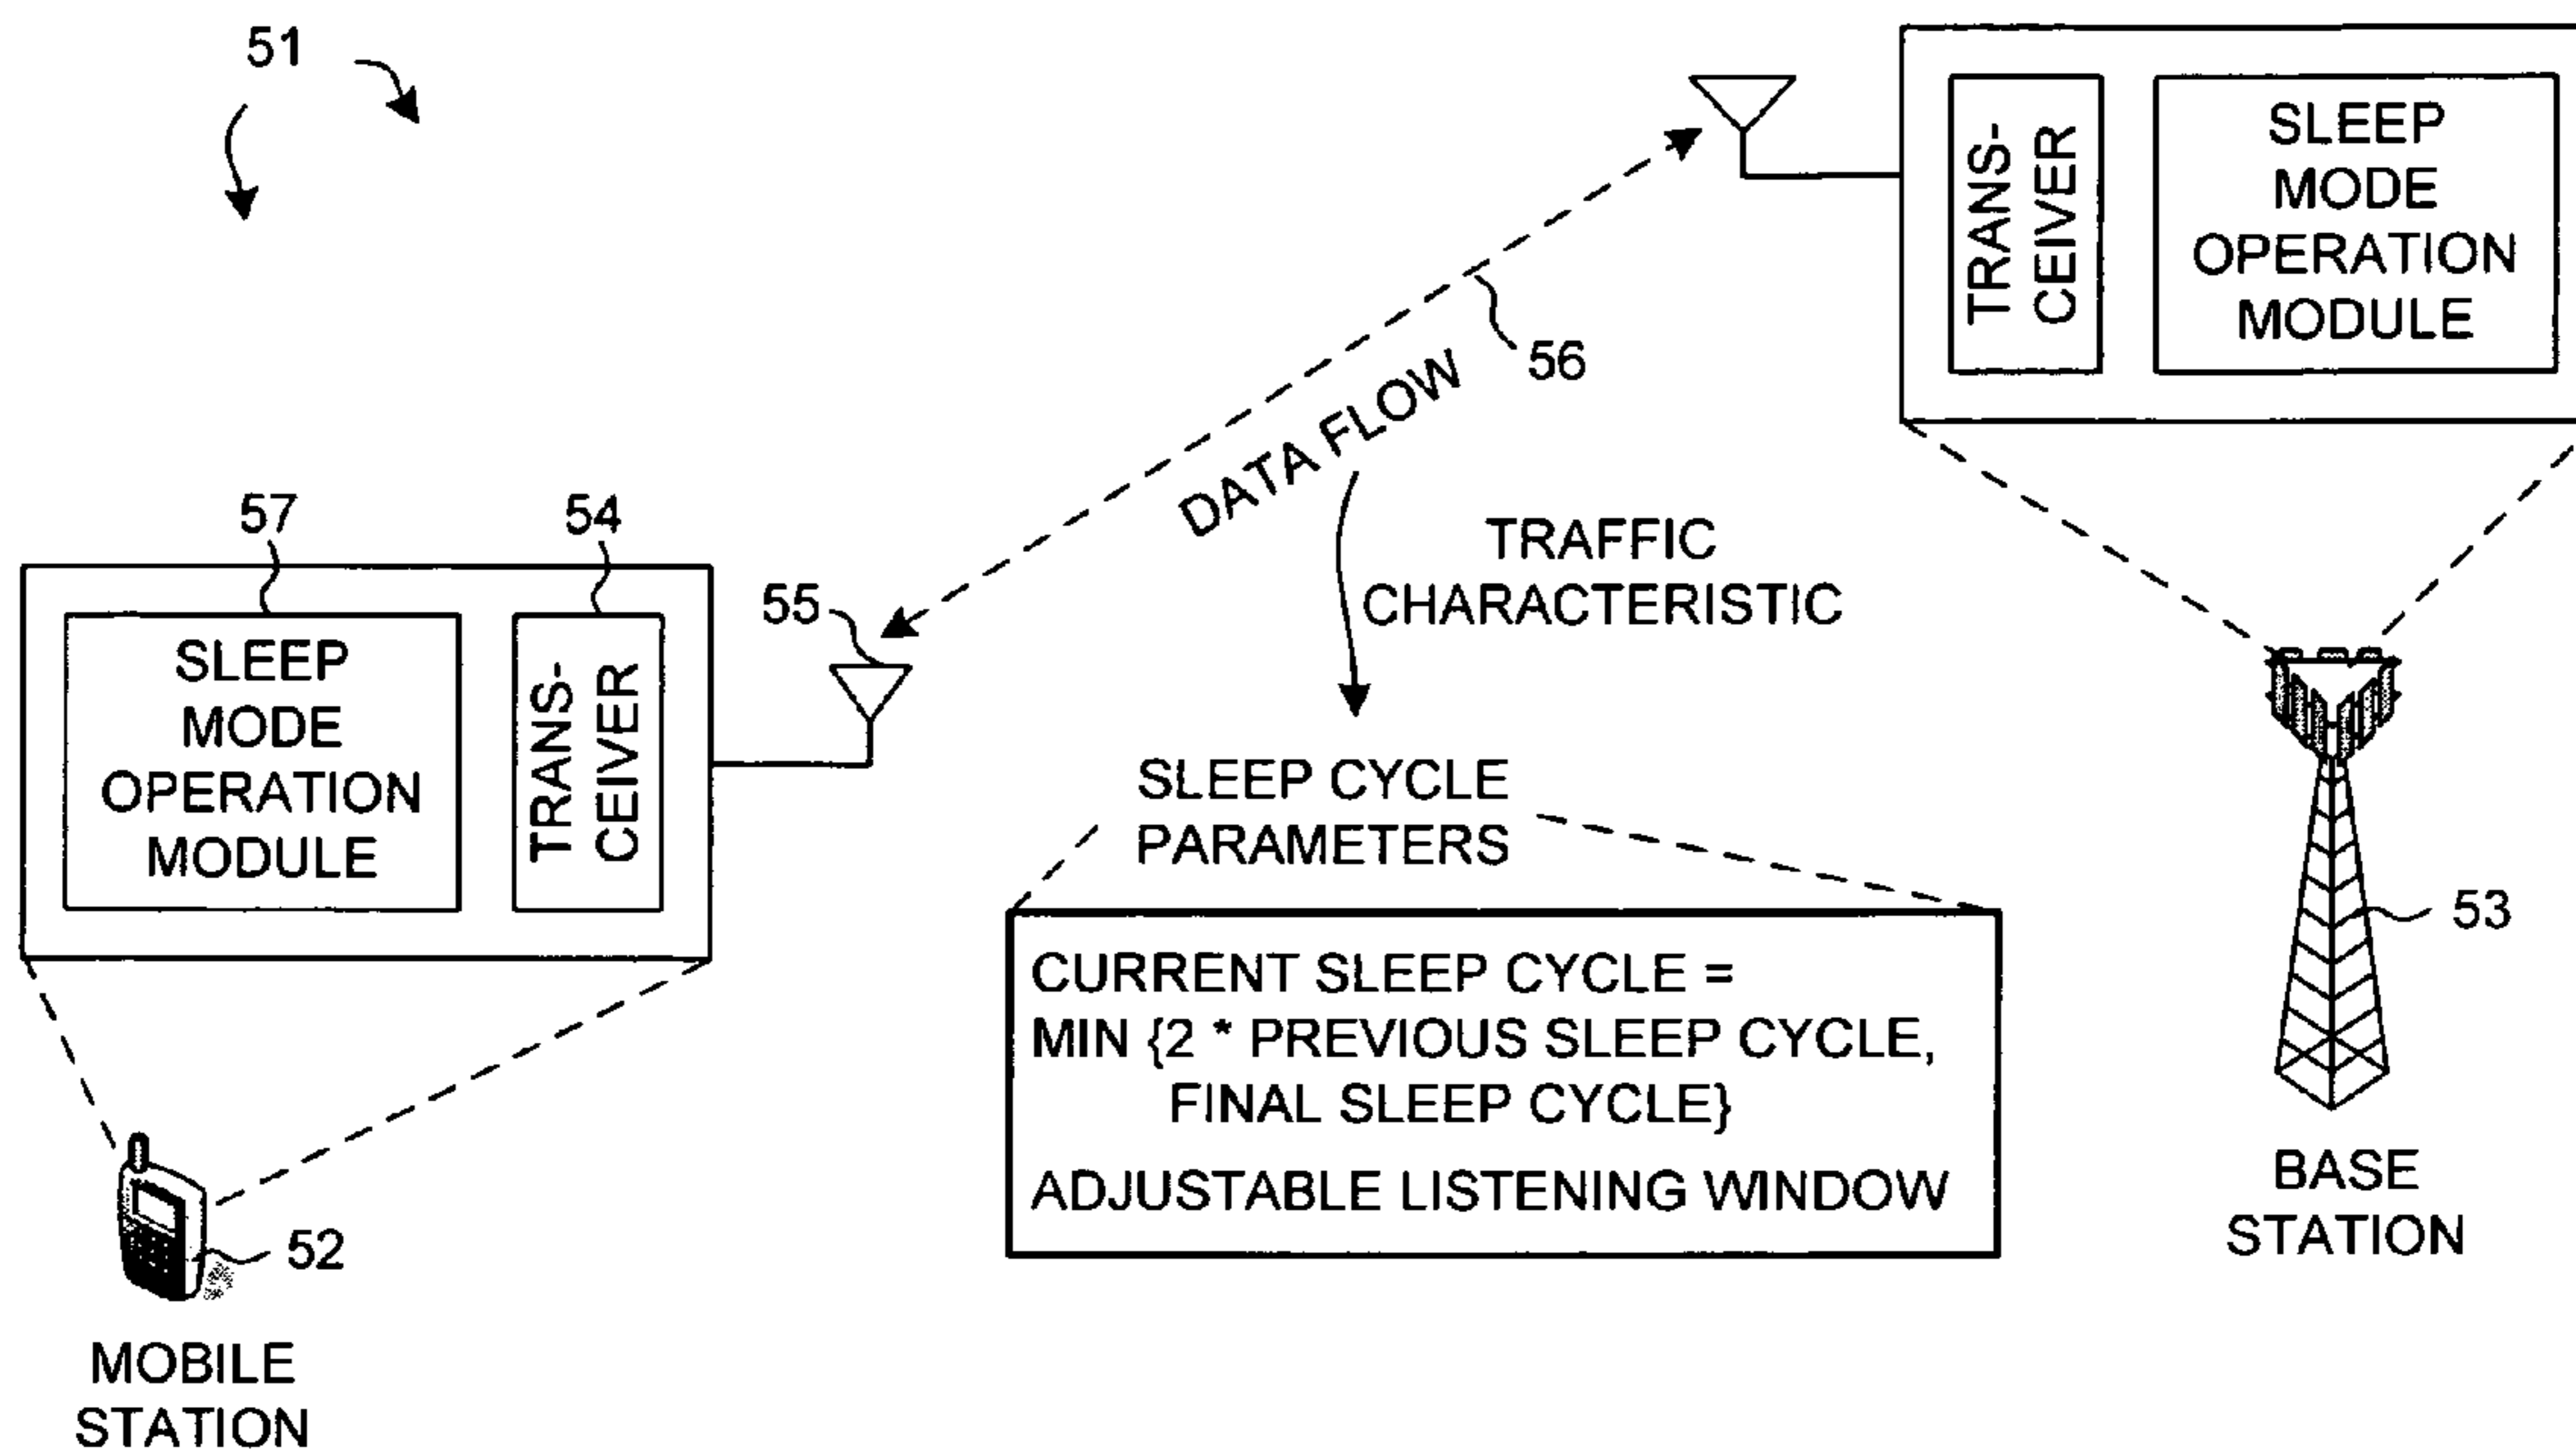 51
TRANS-
CEIVER
SLEEP
MODE
OPERATION
MODULE
56
DATA FLOW
TRAFFIC
CHARACTERISTIC
57
54
55
SLEEP
MODE
OPERATION
MODULE
TRANS-
CEIVER
SLEEP CYCLE
PARAMETERS
CURRENT SLEEP CYCLE =
MIN {2 * PREVIOUS SLEEP CYCLE,
FINAL SLEEP CYCLE}
ADJUSTABLE LISTENING WINDOW
53
BASE
STATION
52
MOBILE
STATION